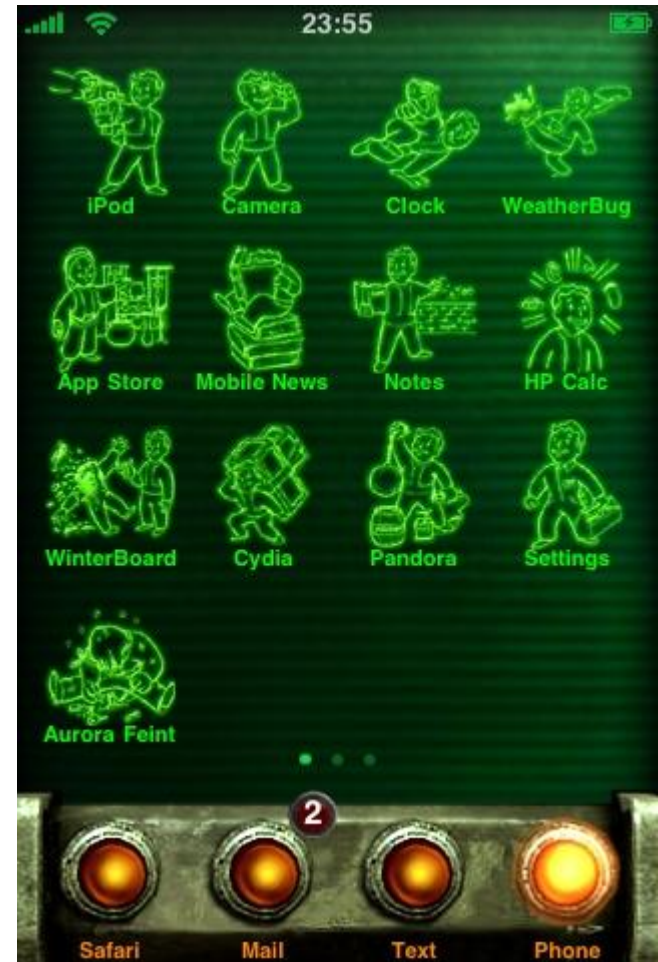 23:55
iPod Camera Clock WeatherBug
App Store Mobile News Notes HP Calc
WinterBoard Cydia Pandora Settings
Aurora Feint
2
Safari Mail Text Phone